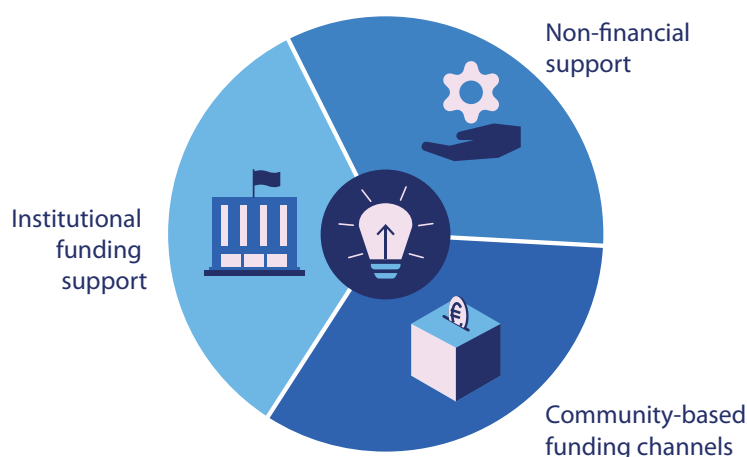 Non-financial
support
Institutional
funding
support
€
Community-based
funding channels